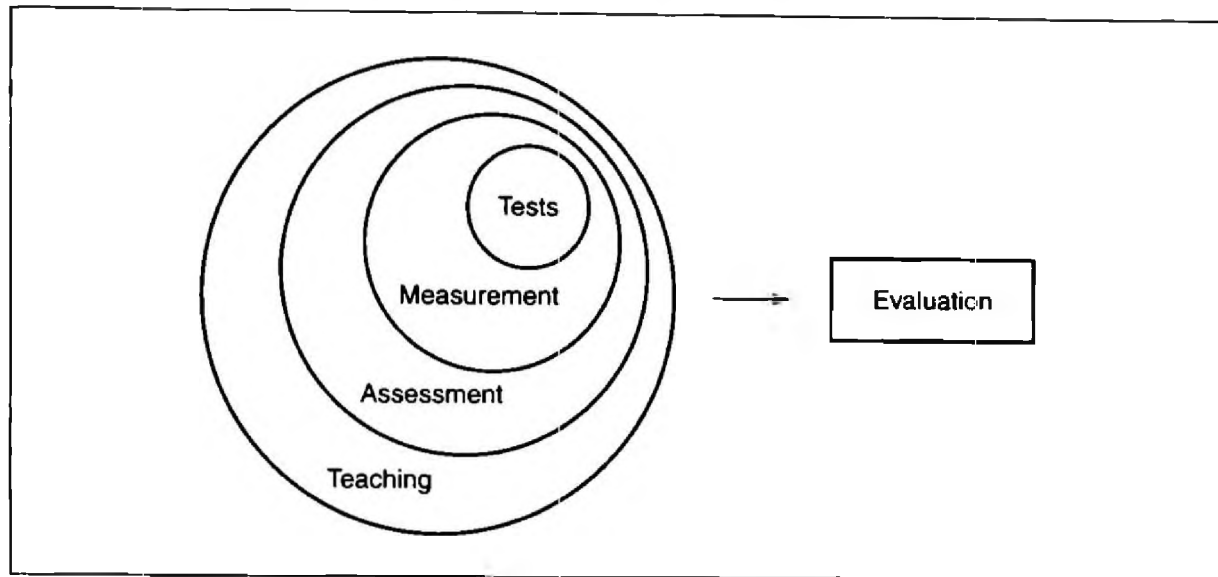 Tests
Measurement
Assessment
Teaching
Evaluation